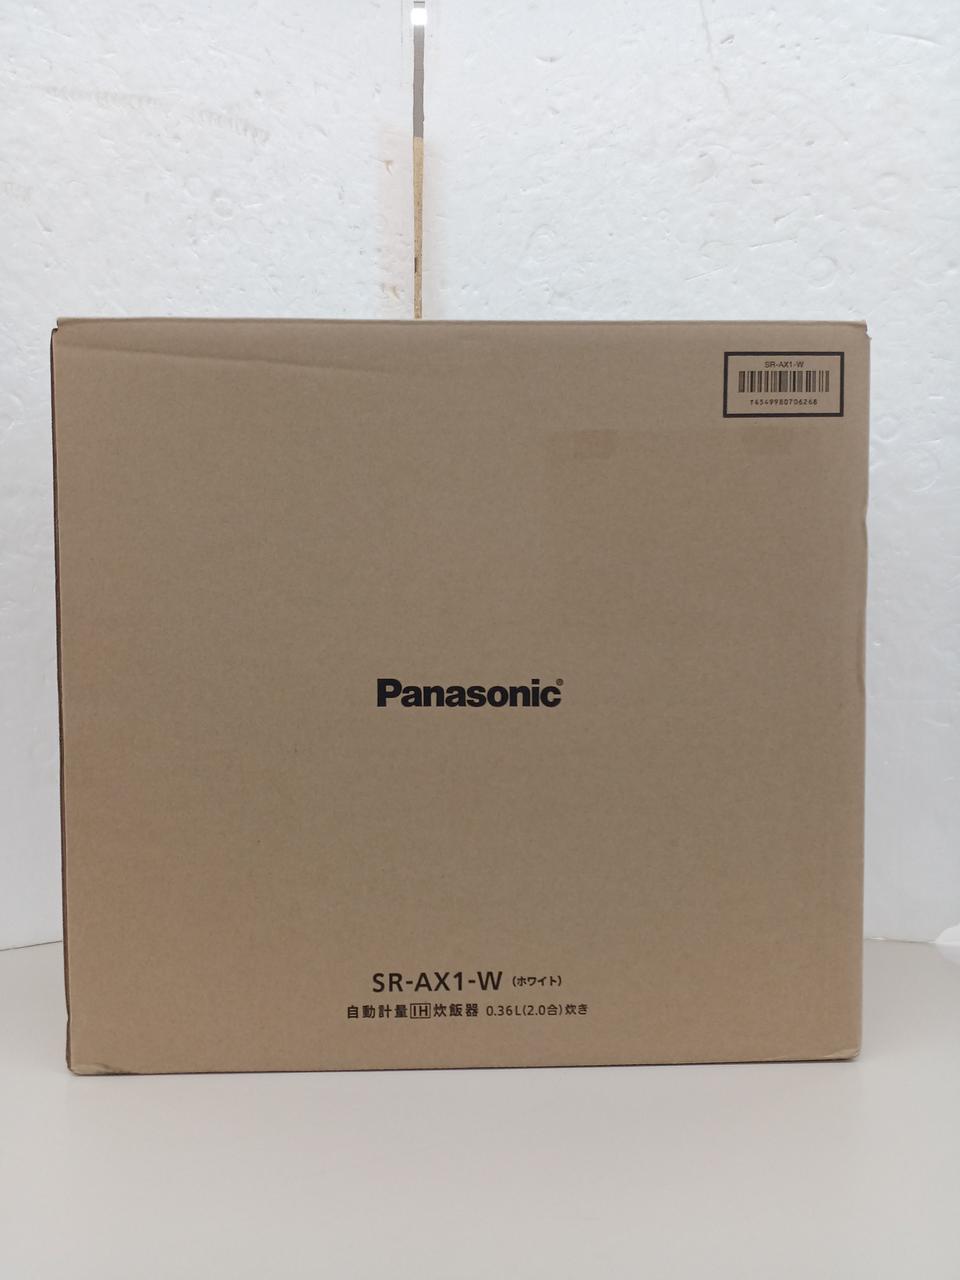 SR-AX1-W
T4549980706268
Panasonic®
SR-AX1-W (ホワイト)
自動計量IH炊飯器 0.36L(2.0合)炊き